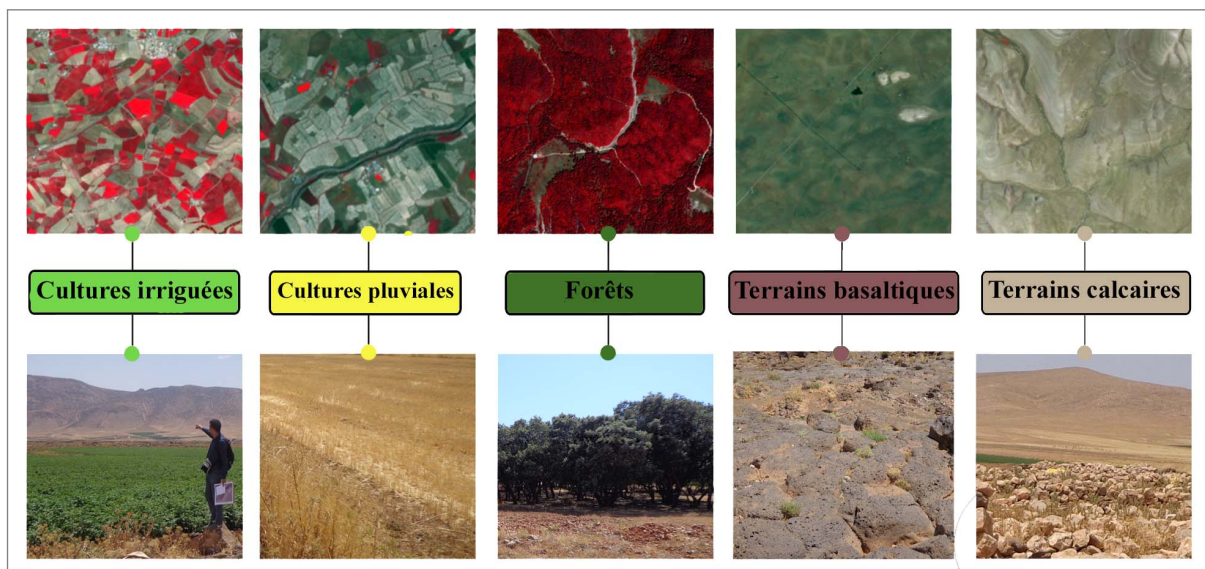 Cultures irriguées
Cultures pluviales
Forêts
Terrains basaltiques
Terrains calcaires